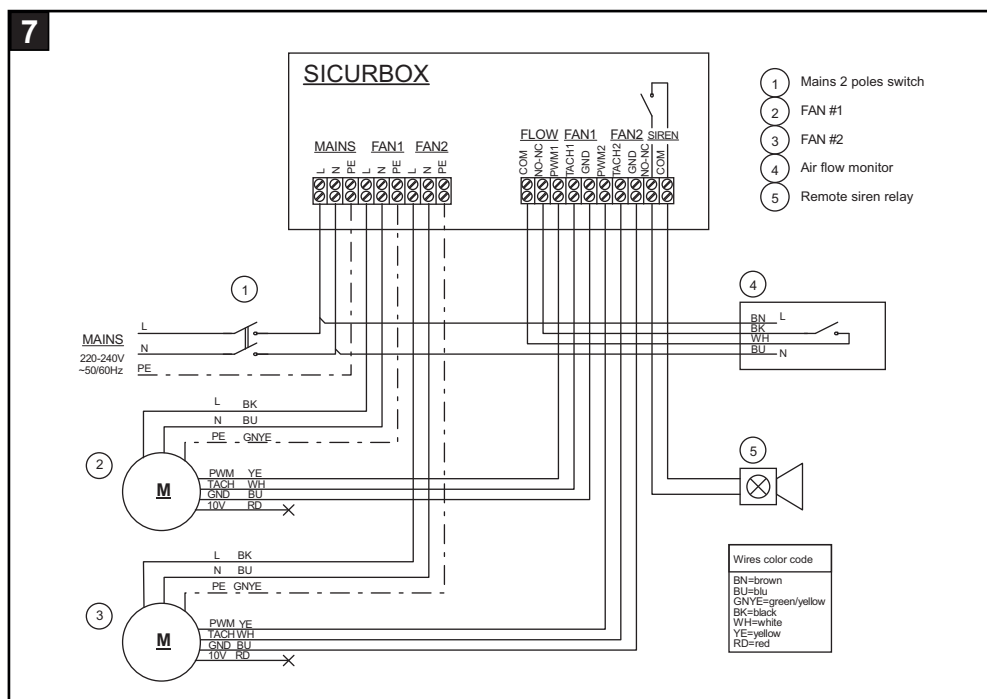 7
SICURBOX
MAINS FAN1 FAN2
L N PE L N PE L N PE
FLOW FAN1 FAN2 SIREN
COM NO-NC PWM1 TACH1 GND PWM2 TACH2 GND NO-NC COM
1 Mains 2 poles switch
2 FAN #1
3 FAN #2
4 Air flow monitor
5 Remote siren relay
1
MAINS
220-240V
~50/60Hz
L
N
PE
4
BN L
BK
WH
BU N
2
M
L BK
N BU
PE GNYE
PWM YE
TACH WH
GND BU
10V RD
5
3
M
L BK
N BU
PE GNYE
PWM YE
TACH WH
GND BU
10V RD
Wires color code
BN=brown
BU=blu
GNYE=green/yellow
BK=black
WH=white
YE=yellow
RD=red